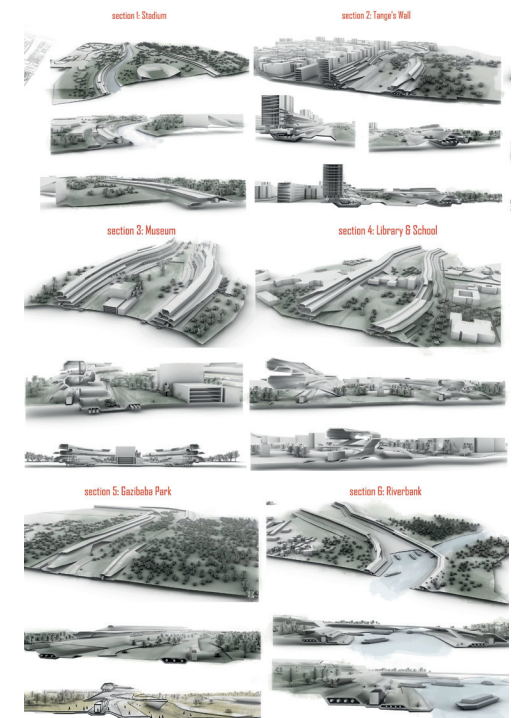 section 1: Stadium
section 2: Tange's Wall
section 3: Museum
section 4: Library & School
section 5: Gazibaba Park
section 6: Riverbank